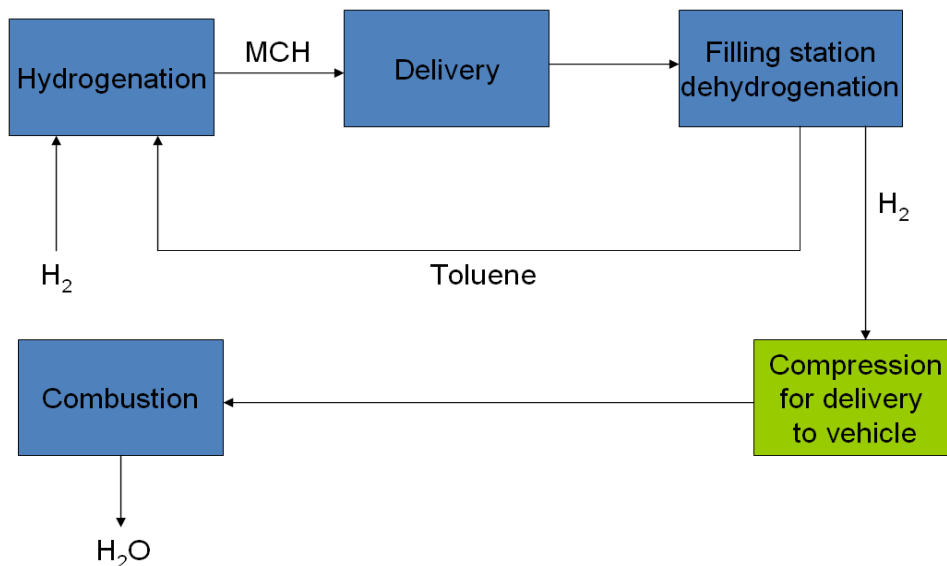 Hydrogenation
MCH
Delivery
Filling station
dehydrogenation
H₂
Toluene
H₂
Combustion
Compression
for delivery
to vehicle
H₂O